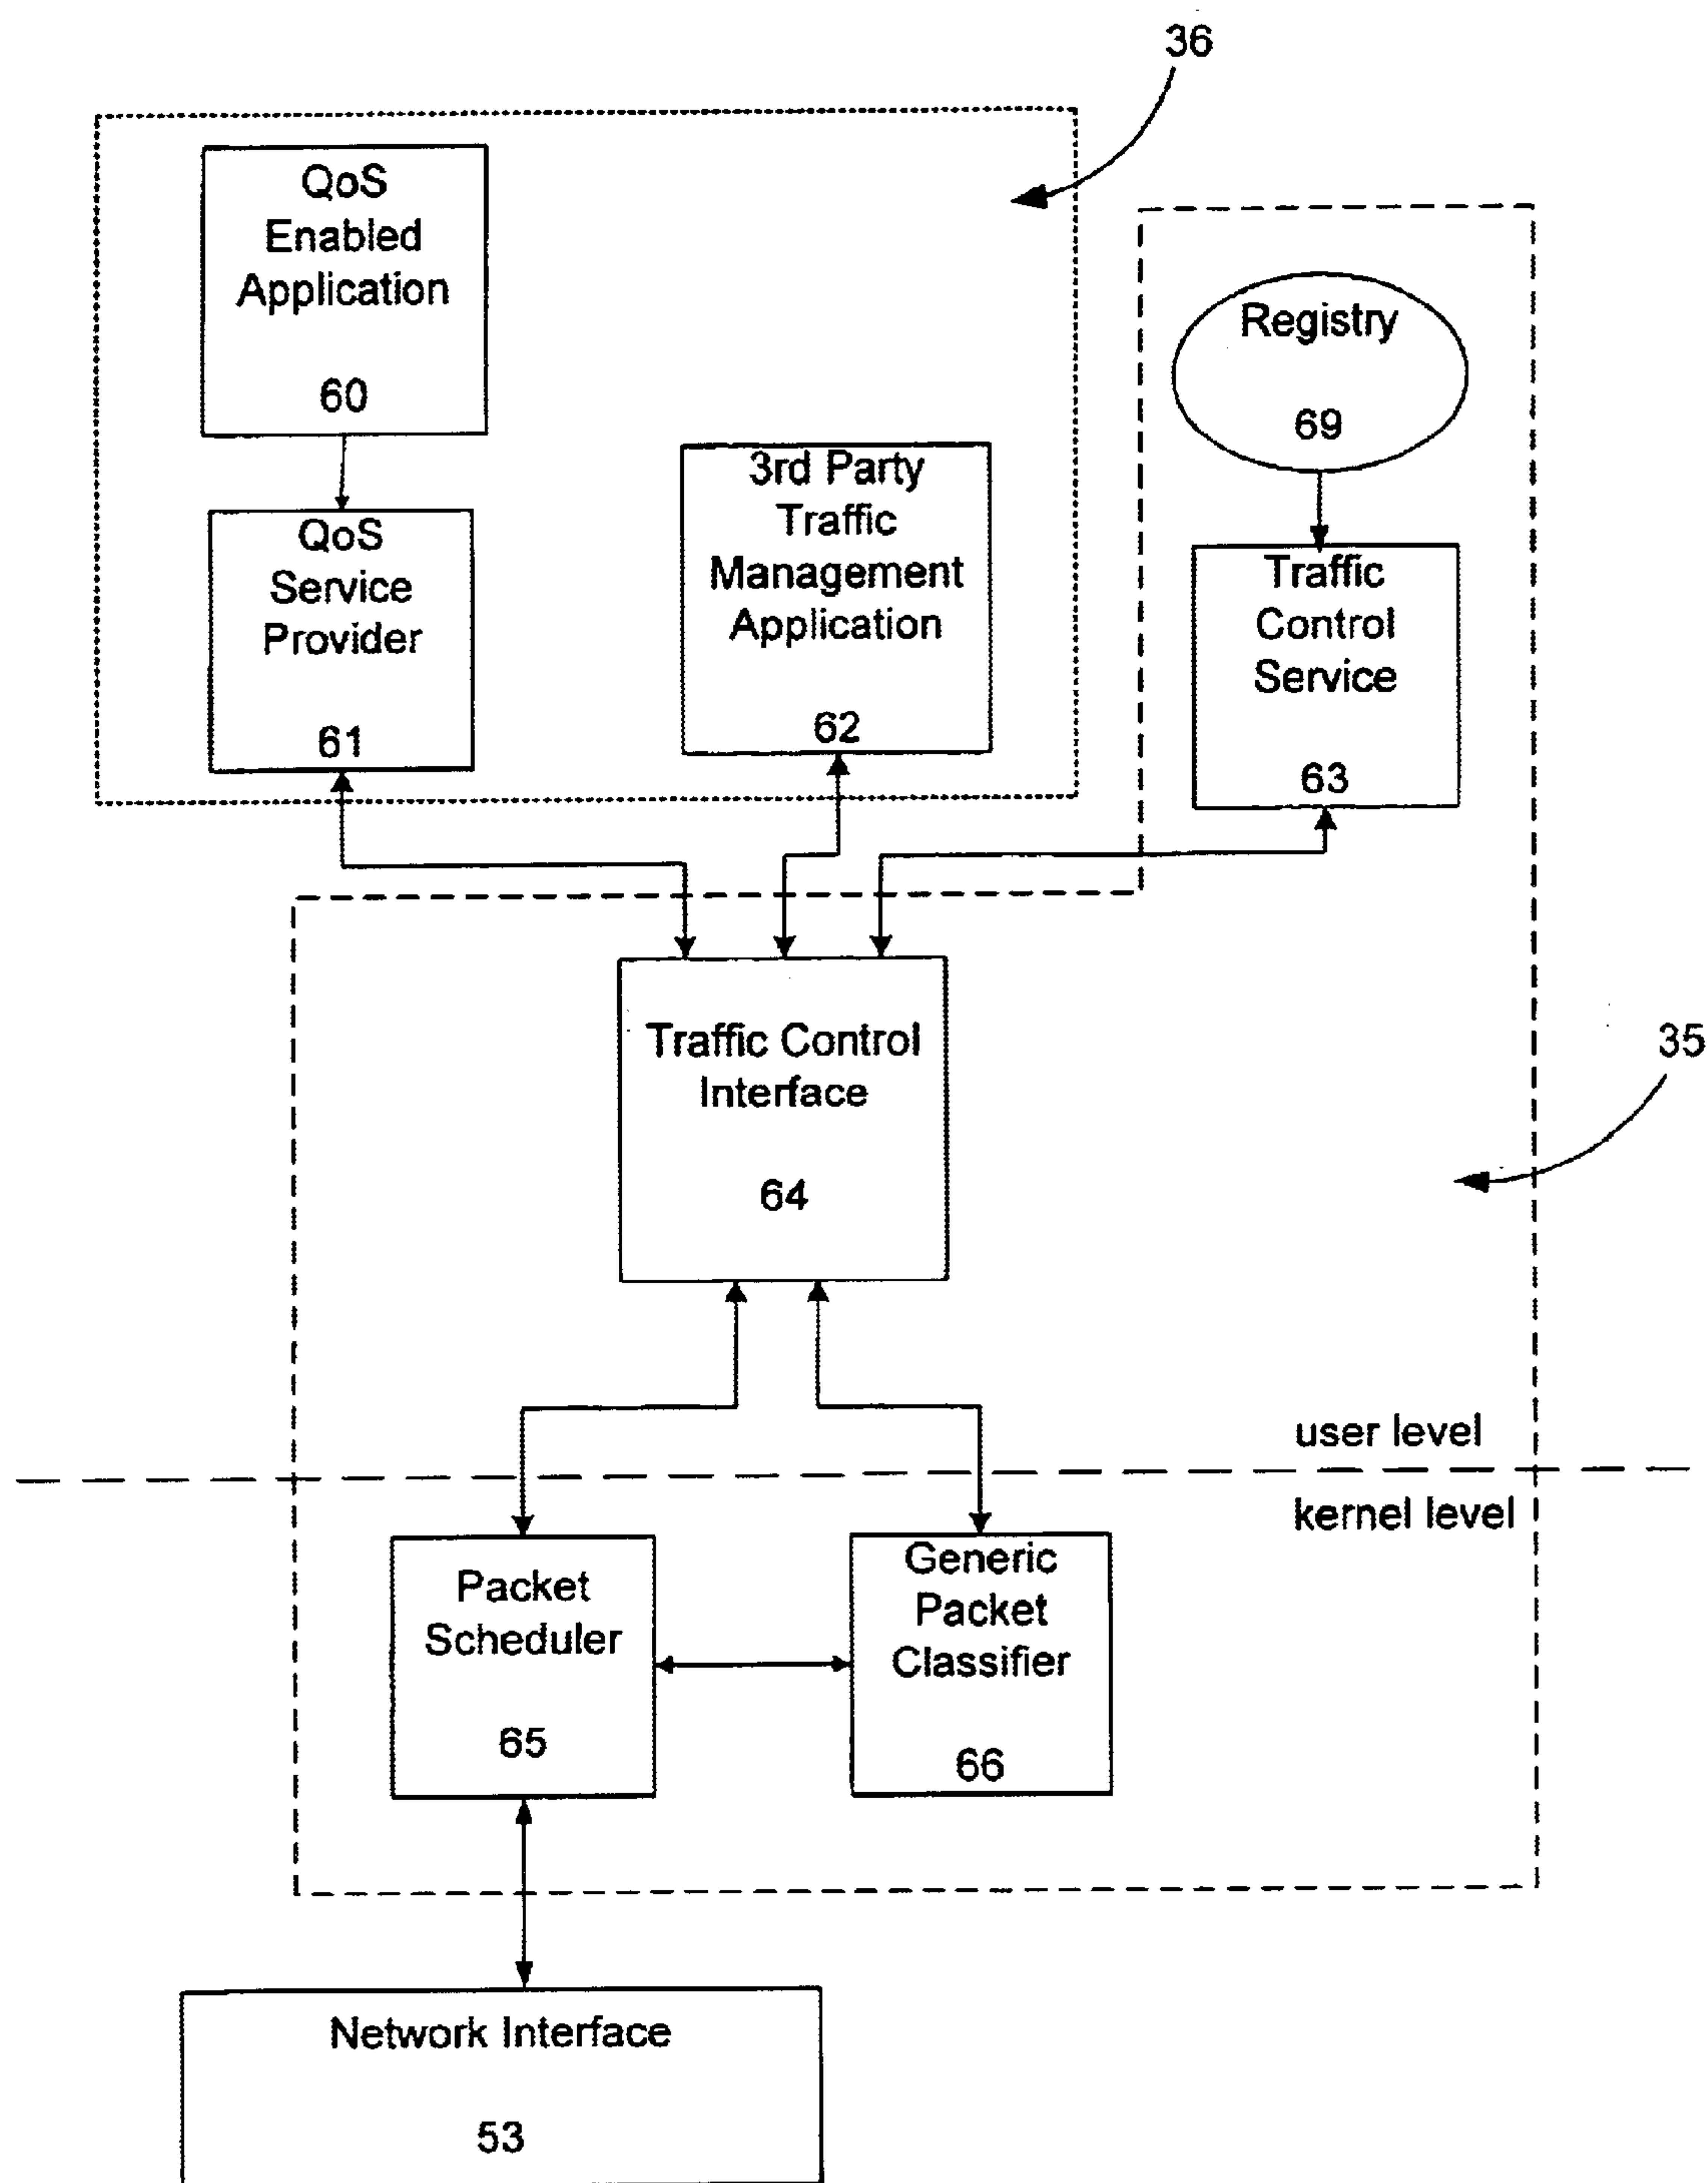 36
QoS
Enabled
Application
60
Registry
69
3rd Party
Traffic
Management
Application
62
QoS
Service
Provider
61
Traffic
Control
Service
63
35
Traffic Control
Interface
64
user level
kernel level
Packet
Scheduler
65
Generic
Packet
Classifier
66
Network Interface
53